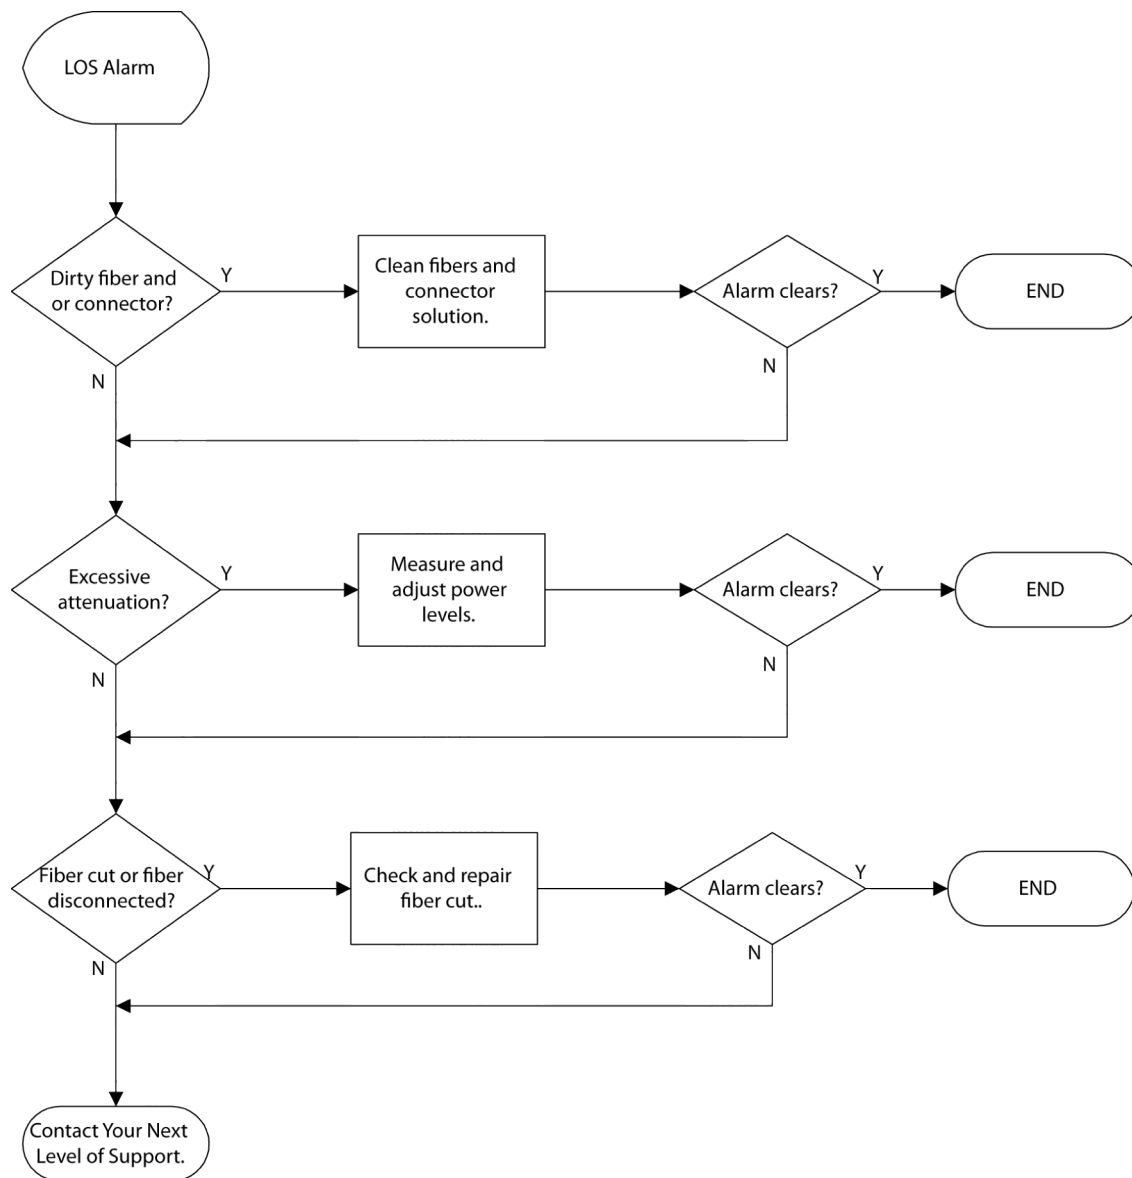 LOS Alarm
Dirty fiber and
or connector?
Y
Clean fibers and
connector
solution.
Alarm clears?
Y
END
N
N
Excessive
attenuation?
Y
Measure and
adjust power
levels.
Alarm clears?
Y
END
N
N
Fiber cut or fiber
disconnected?
Y
Check and repair
fiber cut..
Alarm clears?
Y
END
N
N
Contact Your Next
Level of Support.